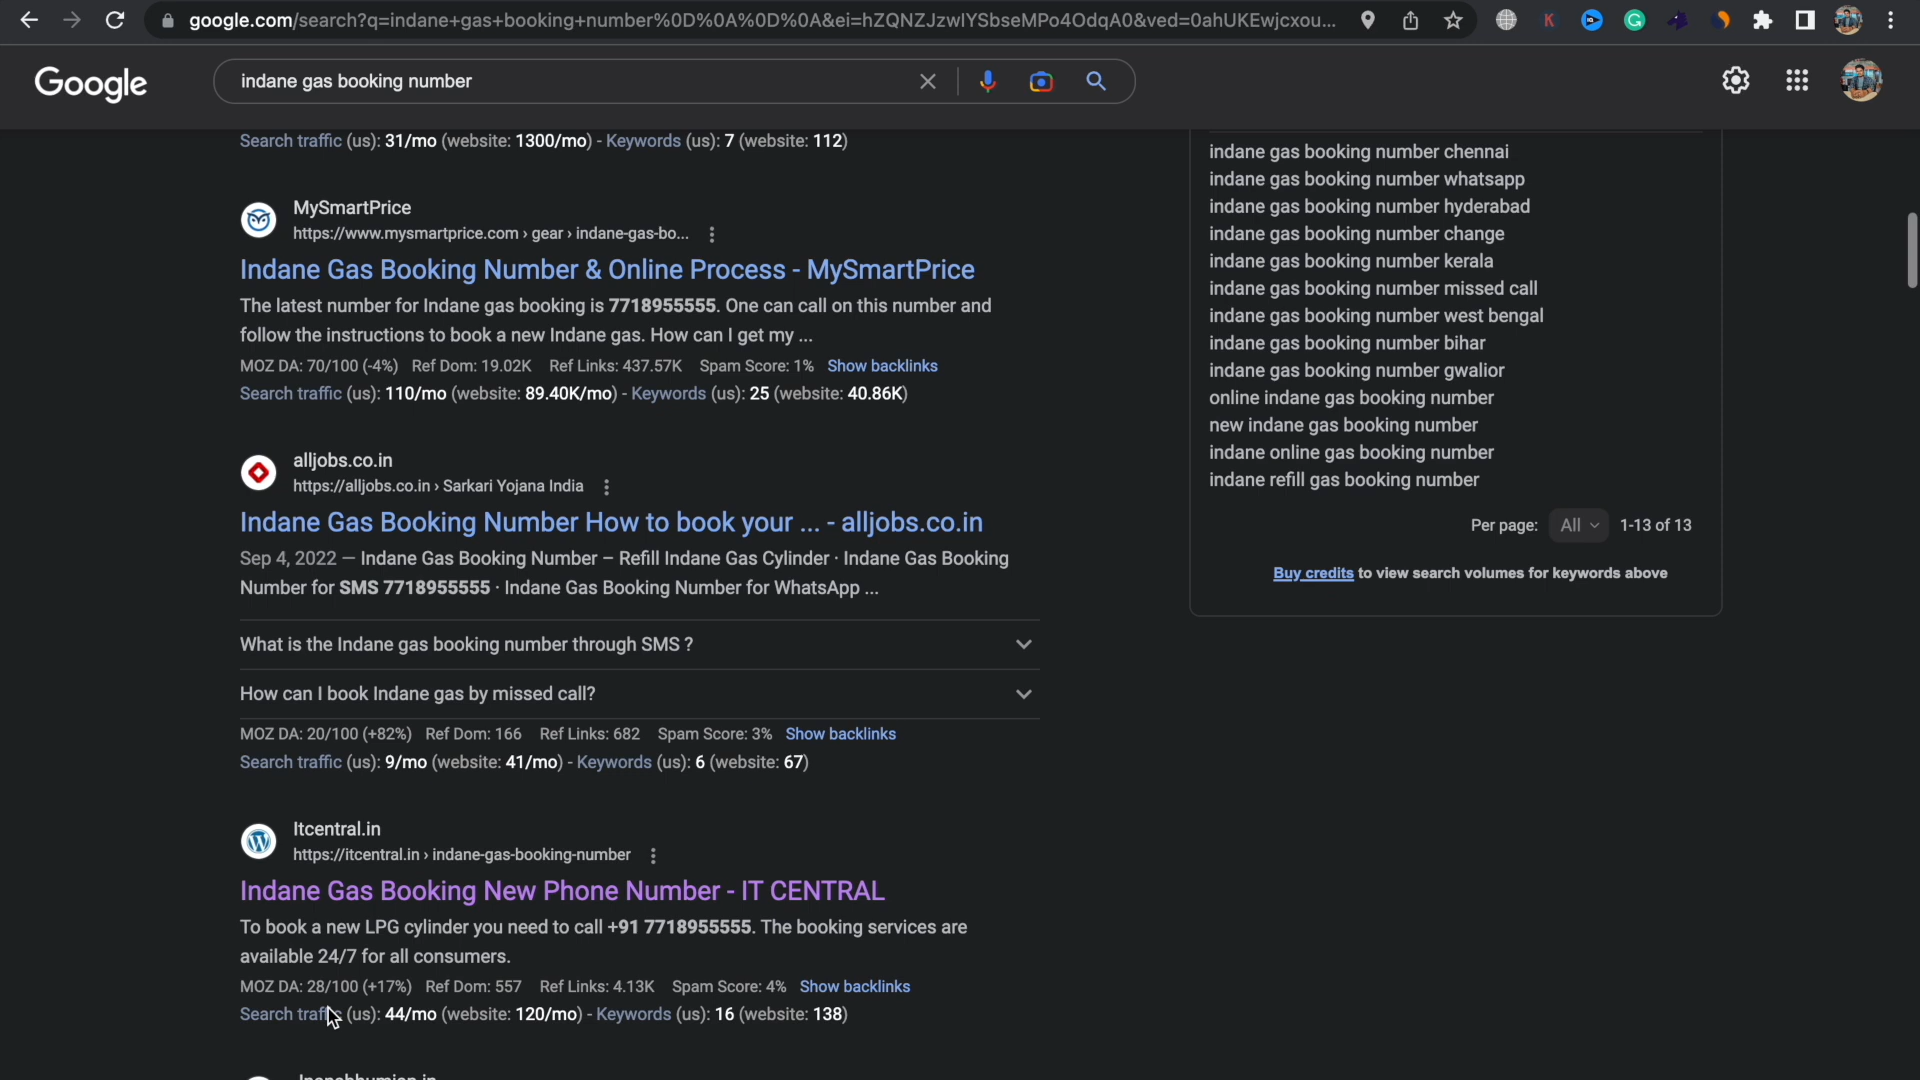 google.com/search?q=indane+gas+booking+number%0D%0A%0D%0A&ei=hZQNZJzwIYSbseMPo4OdqA0&ved=0ahUKEwjcxou...
Google
indane gas booking number
Search traffic (us): 31/mo (website: 1300/mo) - Keywords (us): 7 (website: 112)
MySmartPrice
https://www.mysmartprice.com › gear › indane-gas-bo...
Indane Gas Booking Number & Online Process - MySmartPrice
The latest number for Indane gas booking is 7718955555. One can call on this number and
follow the instructions to book a new Indane gas. How can I get my ...
MOZ DA: 70/100 (-4%) Ref Dom: 19.02K Ref Links: 437.57K Spam Score: 1% Show backlinks
Search traffic (us): 110/mo (website: 89.40K/mo) - Keywords (us): 25 (website: 40.86K)
alljobs.co.in
https://alljobs.co.in › Sarkari Yojana India
Indane Gas Booking Number How to book your ... - alljobs.co.in
Sep 4, 2022 — Indane Gas Booking Number – Refill Indane Gas Cylinder · Indane Gas Booking
Number for SMS 7718955555 · Indane Gas Booking Number for WhatsApp ...
What is the Indane gas booking number through SMS ?
How can I book Indane gas by missed call?
MOZ DA: 20/100 (+82%) Ref Dom: 166 Ref Links: 682 Spam Score: 3% Show backlinks
Search traffic (us): 9/mo (website: 41/mo) - Keywords (us): 6 (website: 67)
Itcentral.in
https://itcentral.in › indane-gas-booking-number
Indane Gas Booking New Phone Number - IT CENTRAL
To book a new LPG cylinder you need to call +91 7718955555. The booking services are
available 24/7 for all consumers.
MOZ DA: 28/100 (+17%) Ref Dom: 557 Ref Links: 4.13K Spam Score: 4% Show backlinks
Search traffic (us): 44/mo (website: 120/mo) - Keywords (us): 16 (website: 138)
indane gas booking number chennai
indane gas booking number whatsapp
indane gas booking number hyderabad
indane gas booking number change
indane gas booking number kerala
indane gas booking number missed call
indane gas booking number west bengal
indane gas booking number bihar
indane gas booking number gwalior
online indane gas booking number
new indane gas booking number
indane online gas booking number
indane refill gas booking number
Per page: All 1-13 of 13
Buy credits to view search volumes for keywords above